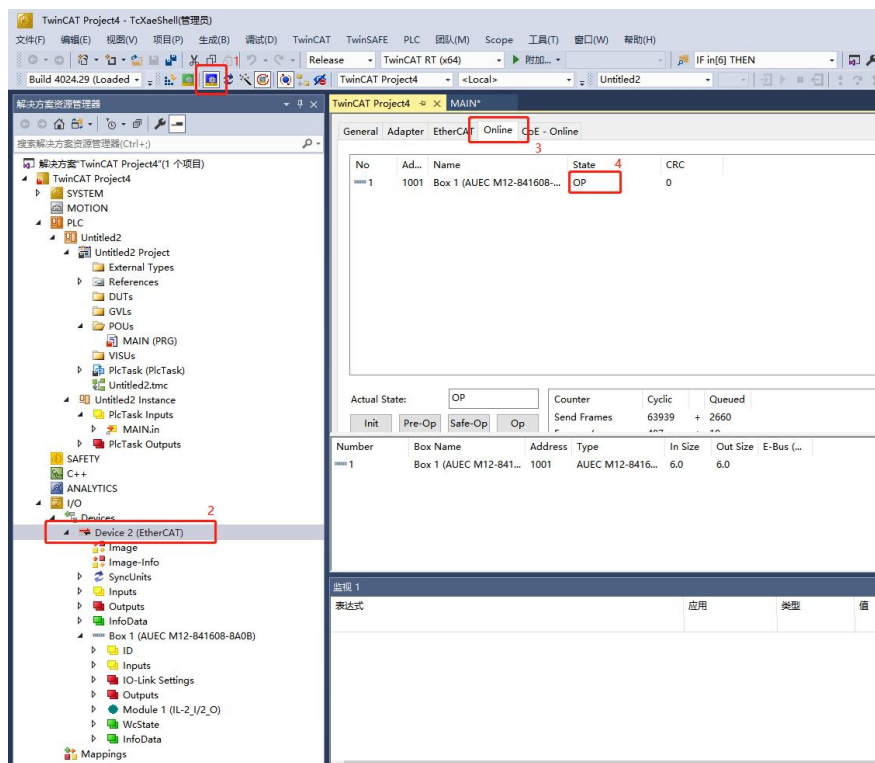 TwinCAT Project4 - TcXaeShell(管理员)
文件(F) 编辑(E) 视图(V) 项目(P) 生成(B) 调试(D) TwinCAT TwinSAFE PLC 团队(M) Scope 工具(T) 窗口(W) 帮助(H)
1 Release TwinCAT RT (x64) 附加... IF in[6] THEN
Build 4024.29 (Loaded TwinCAT Project4 <Local> Untitled2
解决方案资源管理器
搜索解决方案资源管理器(Ctrl+;)
解决方案"TwinCAT Project4"(1 个项目)
TwinCAT Project4
SYSTEM
MOTION
PLC
Untitled2
Untitled2 Project
External Types
References
DUTs
GVLs
POUs
MAIN (PRG)
VISUs
PlcTask (PlcTask)
Untitled2.tmc
Untitled2 Instance
PlcTask Inputs
MAIN.in
PlcTask Outputs
SAFETY
C++
ANALYTICS
I/O
2
Devices
Device 2 (EtherCAT)
Image
Image-Info
SyncUnits
Inputs
Outputs
InfoData
Box 1 (AUEC M12-841608-8A0B)
ID
Inputs
IO-Link Settings
Outputs
Module 1 (IL-2_I/2_O)
WcState
InfoData
Mappings
TwinCAT Project4 MAIN*
General Adapter EtherCAT Online CoE - Online
3
No Ad... Name State 4 CRC
1 1001 Box 1 (AUEC M12-841608-... OP 0
Actual State: OP Counter Cyclic Queued
Init Pre-Op Safe-Op Op Send Frames 63939 + 2660
Number Box Name Address Type In Size Out Size E-Bus (...
1 Box 1 (AUEC M12-841... 1001 AUEC M12-8416... 6.0 6.0
监视 1
表达式 应用 类型 值